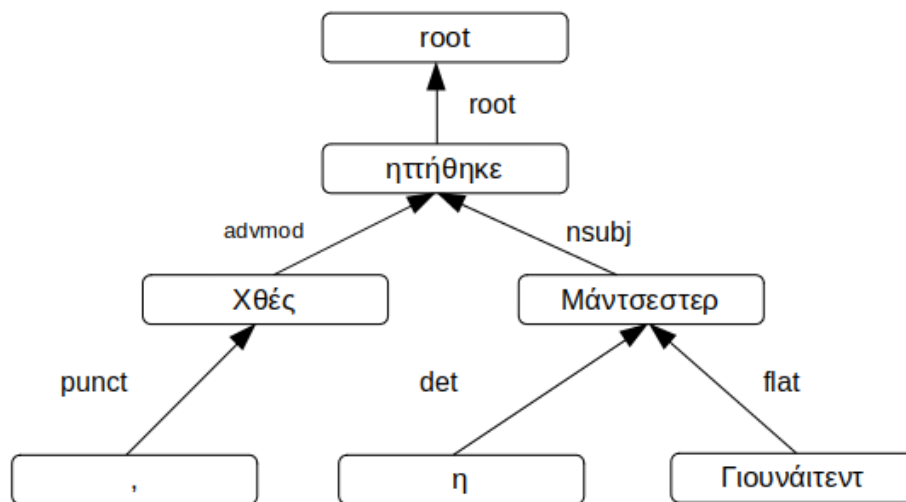 root
root
ηττήθηκε
advmod
nsubj
Χθές
Μάντσεστερ
punct
det
flat
,
η
Γιουνάιτεντ